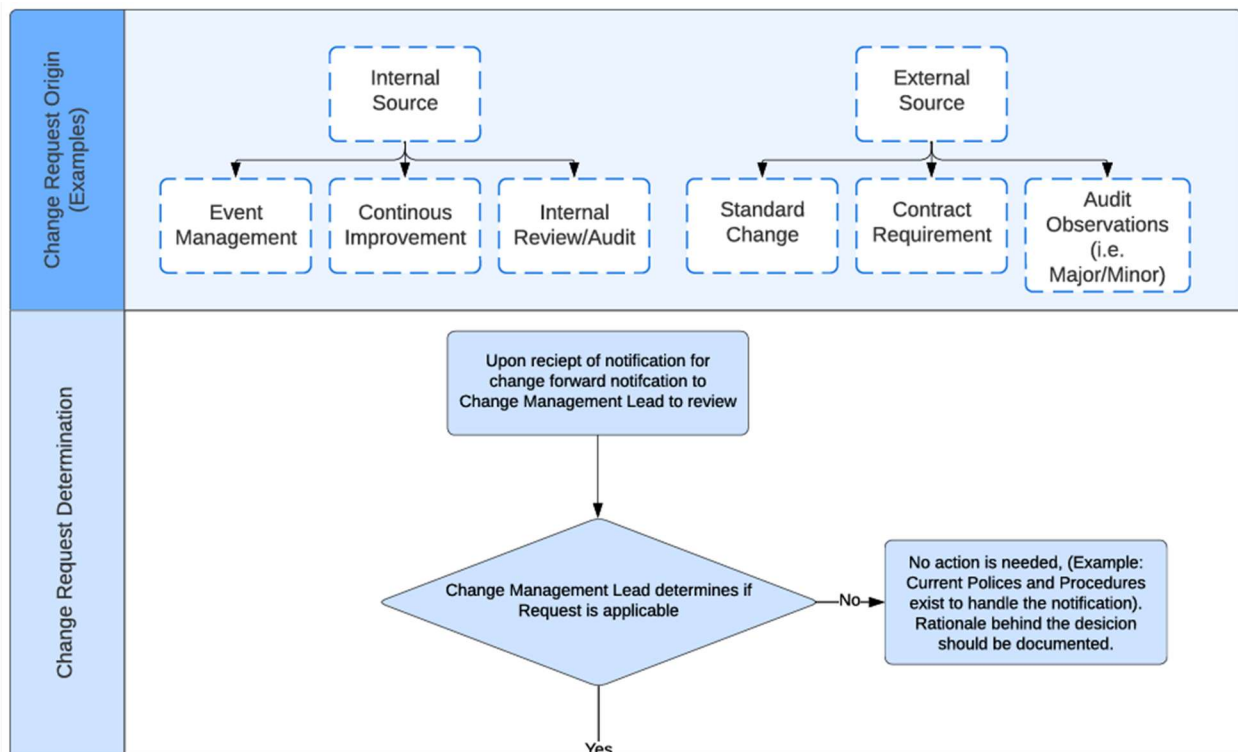 Change Request Origin
(Examples)
Internal
Source
External
Source
Event
Management
Continous
Improvement
Internal
Review/Audit
Standard
Change
Contract
Requirement
Audit
Observations
(i.e.
Major/Minor)
Change Request Determination
Upon reciept of notification for
change forward notifcation to
Change Management Lead to review
Change Management Lead determines if
Request is applicable
No
No action is needed, (Example:
Current Polices and Procedures
exist to handle the notification).
Rationale behind the desicion
should be documented.
Yes